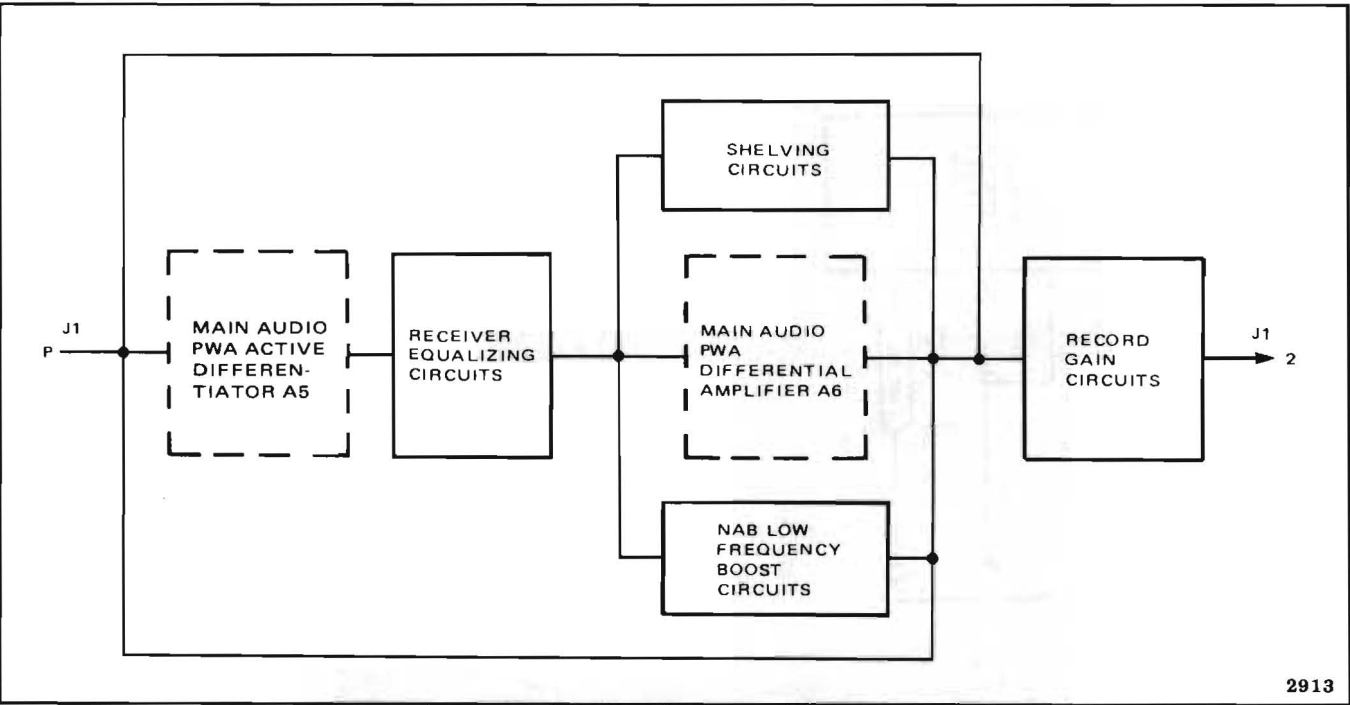 SHELVING
CIRCUITS
J1
P
MAIN AUDIO
PWA ACTIVE
DIFFEREN-
TIATOR A5
RECEIVER
EQUALIZING
CIRCUITS
MAIN AUDIO
PWA
DIFFERENTIAL
AMPLIFIER A6
RECORD
GAIN
CIRCUITS
J1
2
NAB LOW
FREQUENCY
BOOST
CIRCUITS
2913